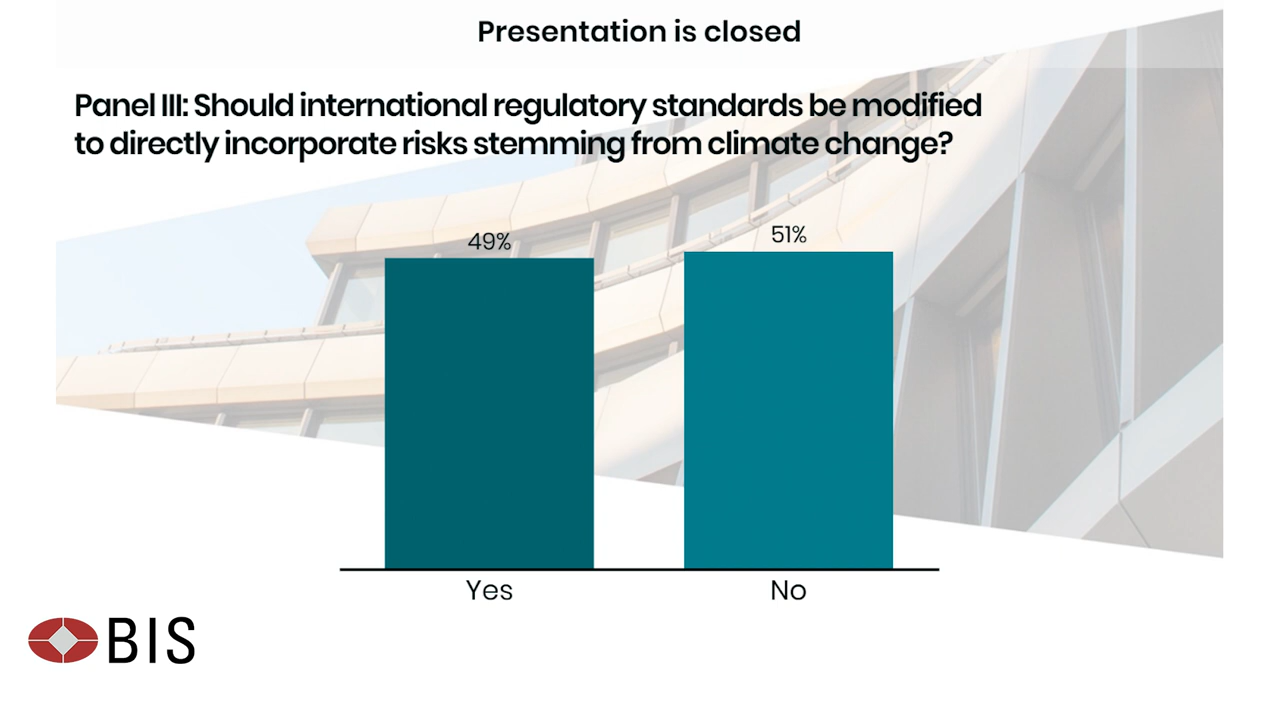 Presentation is closed
Panel III: Should international regulatory standards be modified
to directly incorporate risks stemming from climate change?
49%
51%
Yes
No
BIS